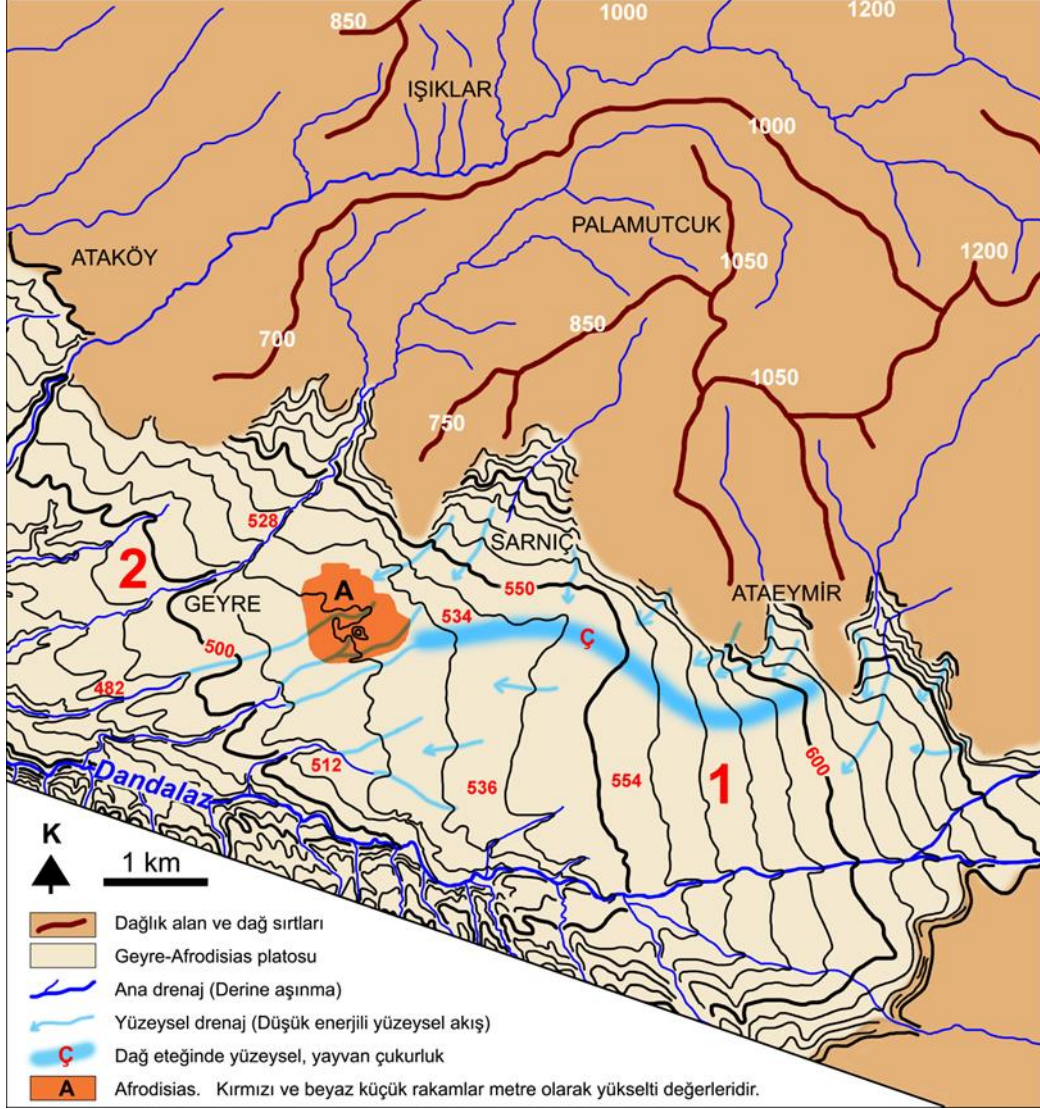 850
1000
1200
IŞIKLAR
1000
PALAMUTCUK
ATAKÖY
1200
1050
700
850
1050
750
528
SARNIÇ
2
550
A
ATAEYMİR
GEYRE
534
Ç
500
482
600
512
554
1
536
Dandalaz
K
1 km
Dağlık alan ve dağ sırtları
Geyre-Afrodisias platosu
Ana drenaj (Derine aşınma)
Yüzeysel drenaj (Düşük enerjili yüzeysel akış)
Ç Dağ eteğinde yüzeysel, yayvan çukurluk
A Afrodisias. Kırmızı ve beyaz küçük rakamlar metre olarak yükselti değerleridir.